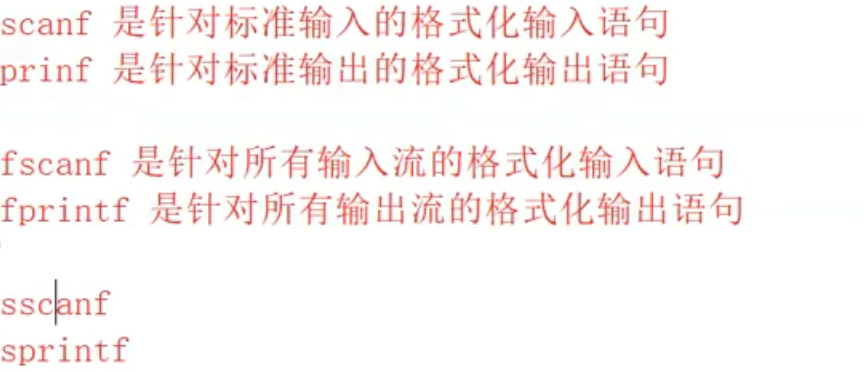 scanf 是针对标准输入的格式化输入语句
prinf 是针对标准输出的格式化输出语句
fscanf 是针对所有输入流的格式化输入语句
fprintf 是针对所有输出流的格式化输出语句
sscanf
sprintf